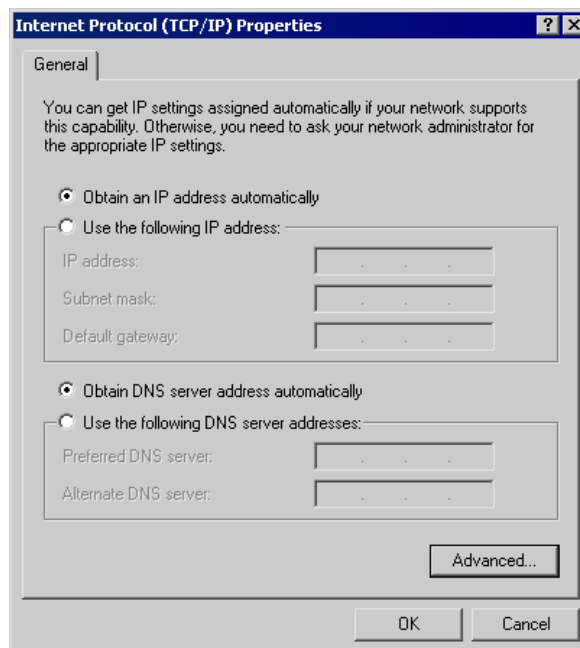 Internet Protocol (TCP/IP) Properties
General
You can get IP settings assigned automatically if your network supports
this capability. Otherwise, you need to ask your network administrator for
the appropriate IP settings.
Obtain an IP address automatically
Use the following IP address:
IP address:
Subnet mask:
Default gateway:
Obtain DNS server address automatically
Use the following DNS server addresses:
Preferred DNS server:
Alternate DNS server:
Advanced...
OK Cancel